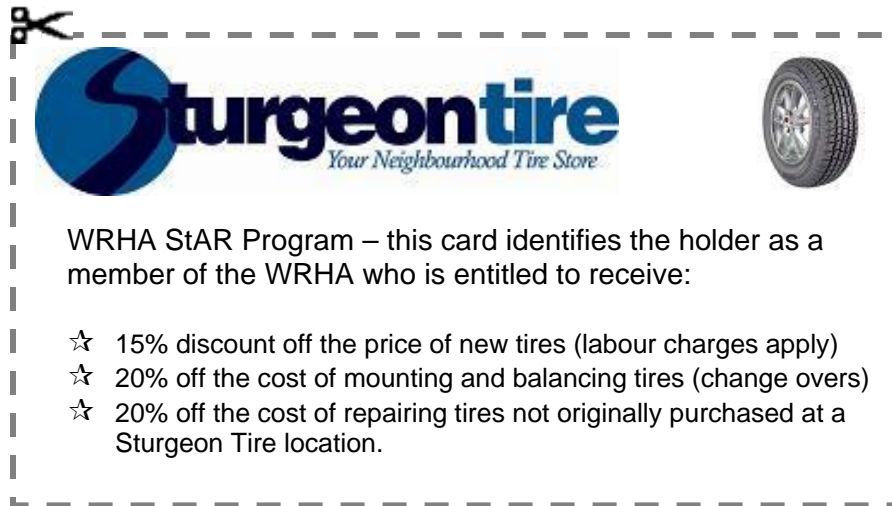 Sturgeontire
Your Neighbourhood Tire Store
WRHA StAR Program – this card identifies the holder as a
member of the WRHA who is entitled to receive:
15% discount off the price of new tires (labour charges apply)
20% off the cost of mounting and balancing tires (change overs)
20% off the cost of repairing tires not originally purchased at a
Sturgeon Tire location.